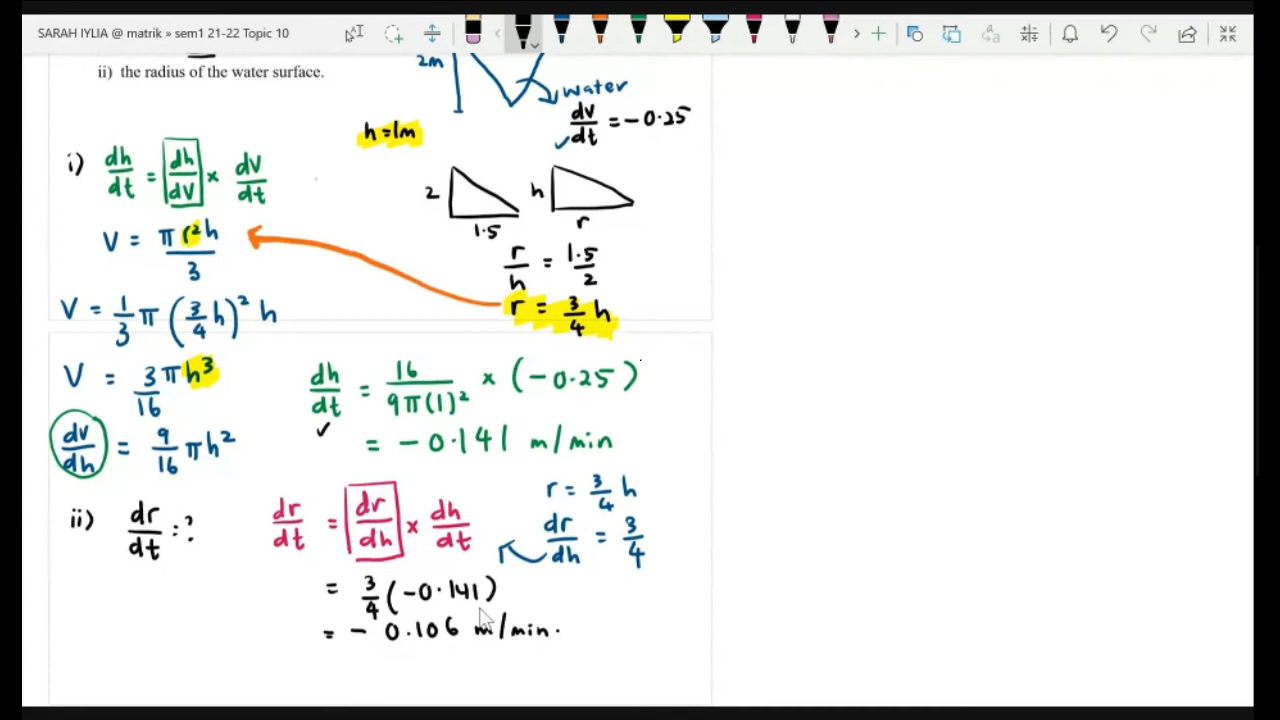 SARAH IYLIA @ matrik » sem1 21-22 Topic 10
ii) the radius of the water surface.
2m
water
dv/dt = -0.25
h = 1m
i) dh/dt = dh/dV × dV/dt
2
1.5
h
r
V = πr²h/3
r/h = 1.5/2
V = 1/3 π (3/4 h)² h
r = 3/4 h
V = 3/16 πh³
dh/dt = 16/9π(1)² × (-0.25)
dv/dh = 9/16 πh²
= -0.141 m/min
ii) dr/dt = ?
dr/dt = dr/dh × dh/dt
r = 3/4 h
dr/dh = 3/4
= 3/4 (-0.141)
= - 0.106 m/min.